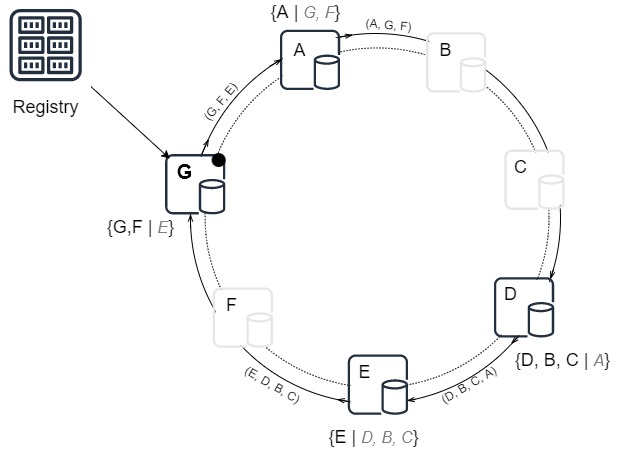 {A | G, F}
(A, G, F)
A
B
Registry
(G, F, E)
G
C
{G,F | E}
D
F
{D, B, C | A}
E
(E, D, B, C)
(D, B, C, A)
{E | D, B, C}